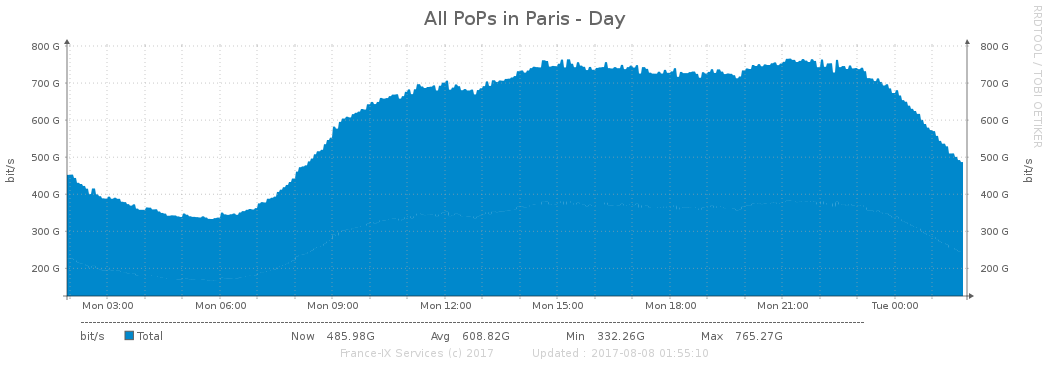 All PoPs in Paris - Day
RRDTOOL / TOBI OETIKER
bit/s
800 G 800 G
700 G 700 G
600 G 600 G
500 G 500 G
400 G 400 G
300 G 300 G
200 G 200 G
bit/s
Mon 03:00 Mon 06:00 Mon 09:00 Mon 12:00 Mon 15:00 Mon 18:00 Mon 21:00 Tue 00:00
bit/s Total Now 485.98G Avg 608.82G Min 332.26G Max 765.27G
France-IX Services (c) 2017 Updated : 2017-08-08 01:55:10